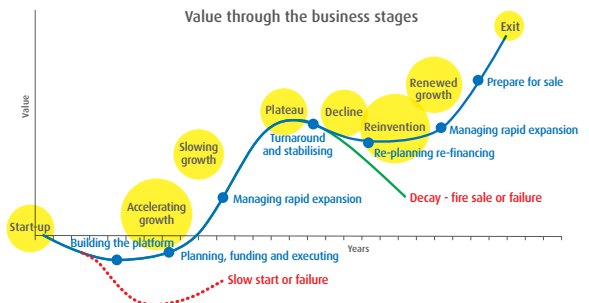 Value through the business stages
Exit
Renewed
growth
Prepare for sale
Value
Plateau
Decline
Reinvention
Managing rapid expansion
Turnaround
and stabilising
Re-planning re-financing
Slowing
growth
Managing rapid expansion
Decay - fire sale or failure
Accelerating
growth
Start-up
Building the platform
Years
Planning, funding and executing
Slow start or failure